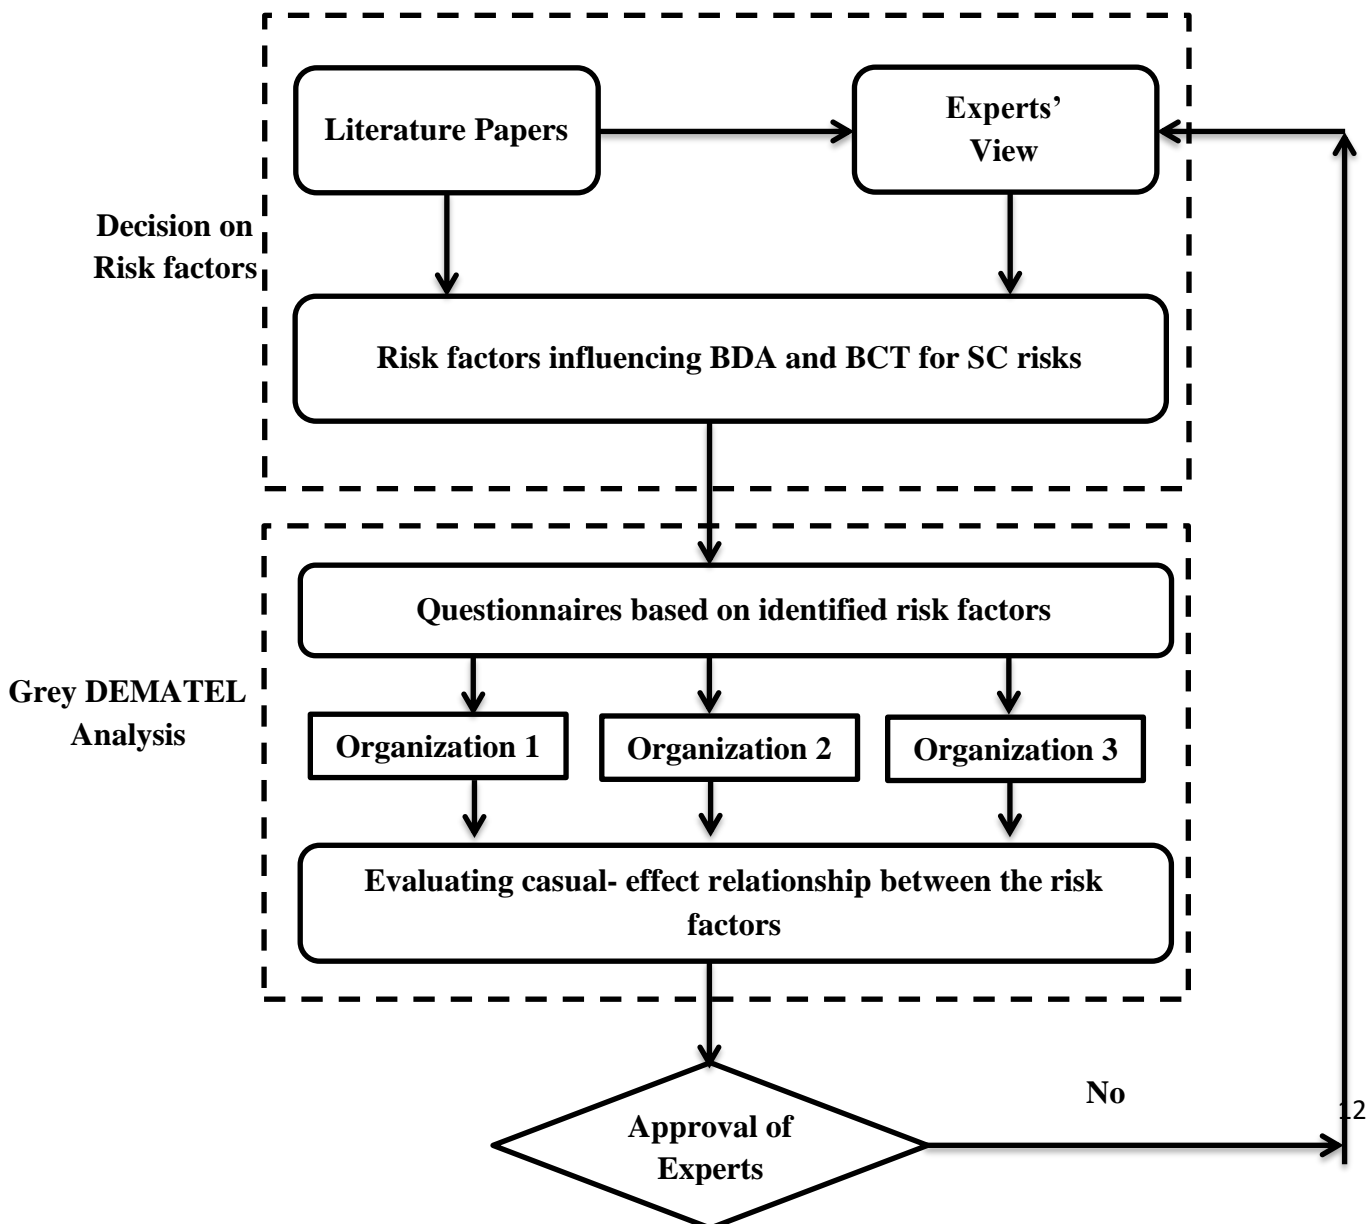 Literature Papers
Experts’
View
Decision on
Risk factors
Risk factors influencing BDA and BCT for SC risks
Questionnaires based on identified risk factors
Grey DEMATEL
Analysis
Organization 1
Organization 2
Organization 3
Evaluating casual- effect relationship between the risk
factors
No
12
Approval of
Experts